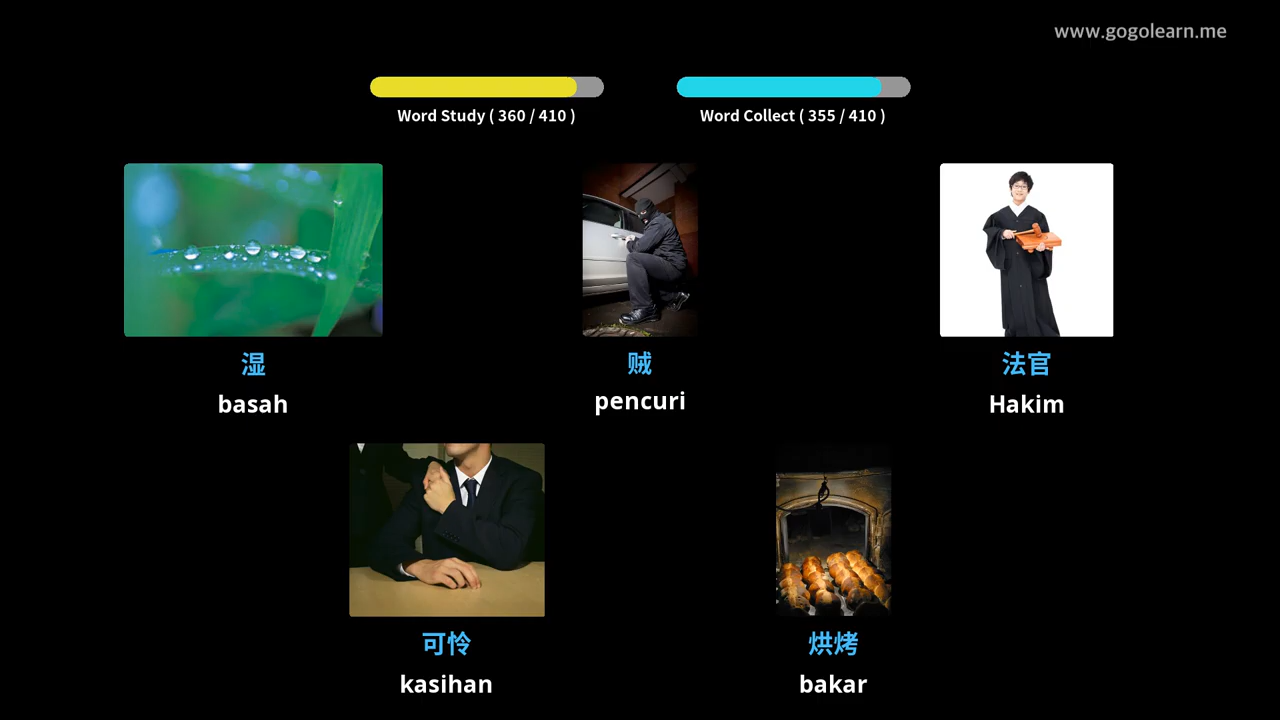 www.gogolearn.me
Word Study ( 360 / 410 )
Word Collect ( 355 / 410 )
湿
贼
法官
basah
pencuri
Hakim
可怜
烘烤
kasihan
bakar